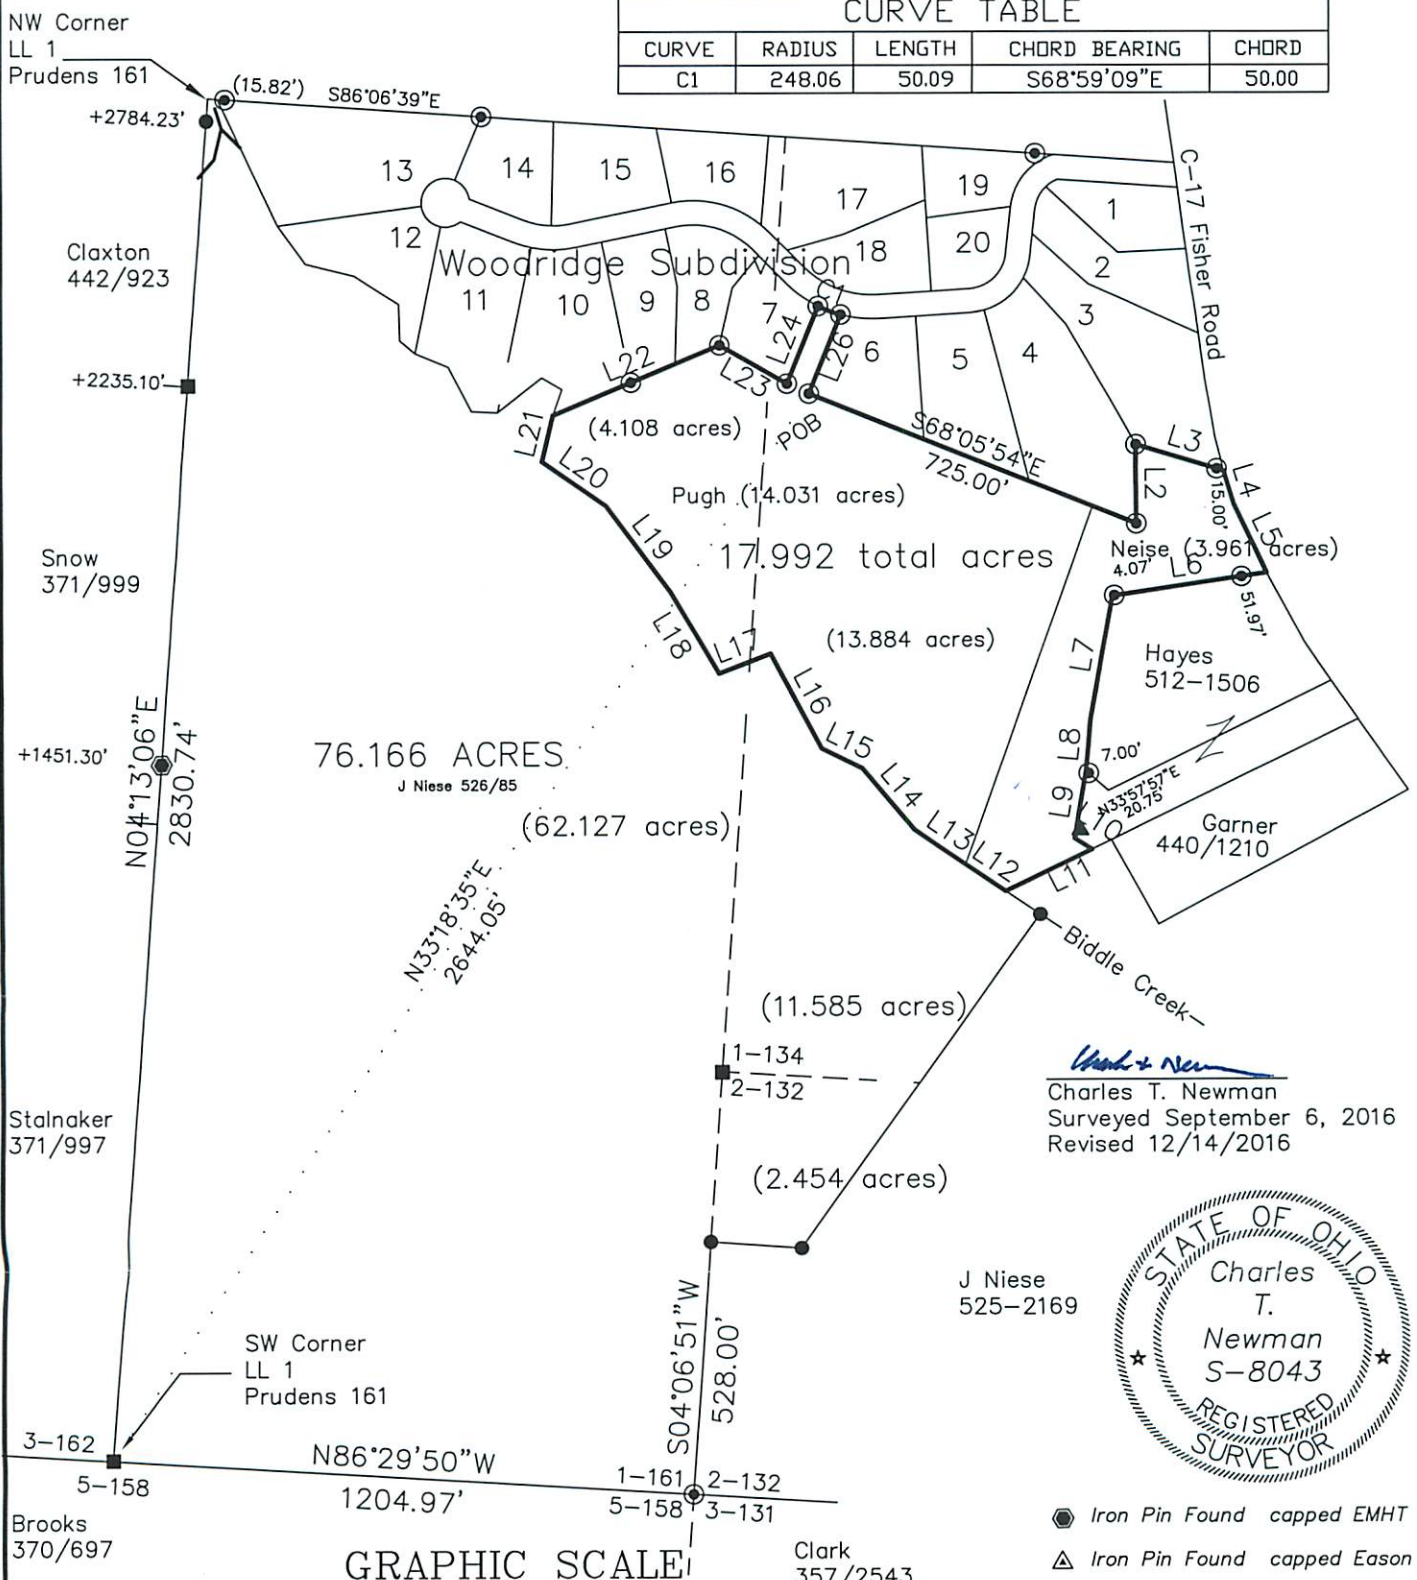 CURVE TABLE
CURVE RADIUS LENGTH CHORD BEARING CHORD
C1 248.06 50.09 S68°59'09"E 50.00
NW Corner
LL 1
Prudens 161
(15.82')
S86°06'39"E
+2784.23'
C-17 Fisher Road
13
14
15
16
17
19
1
12
18
20
2
Claxton
442/923
Woodridge Subdivision
11
10
9
8
7
C1
6
5
4
3
+2235.10'
L22
L23
L24
L26
L21
(4.108 acres)
POB
S68°05'54"E
725.00'
L3
L2
15.00'
L4
L5
L20
Pugh (14.031 acres)
L19
17.992 total acres
Neise (3.961 acres)
4.07'
L6
51.97'
Snow
371/999
L18
L17
(13.884 acres)
L7
Hayes
512-1506
L16
N04°13'06"E
2830.74'
+1451.30'
76.166 ACRES
J Niese 526/85
L15
L8
7.00'
L14
L9
N33°57'57"E
20.75'
L10
(62.127 acres)
L13
L12
L11
Garner
440/1210
N33°18'35"E
2644.05'
Biddle Creek
(11.585 acres)
1-134
2-132
Charles T. Newman
Surveyed September 6, 2016
Revised 12/14/2016
Stalnaker
371/997
(2.454 acres)
STATE OF OHIO
Charles
T.
Newman
S-8043
REGISTERED
SURVEYOR
J Niese
525-2169
S04°06'51"W
528.00'
SW Corner
LL 1
Prudens 161
3-162
5-158
N86°29'50"W
1204.97'
1-161 2-132
5-158 3-131
Brooks
370/697
GRAPHIC SCALE
Clark
357/2543
Iron Pin Found capped EMHT
Iron Pin Found capped Eason